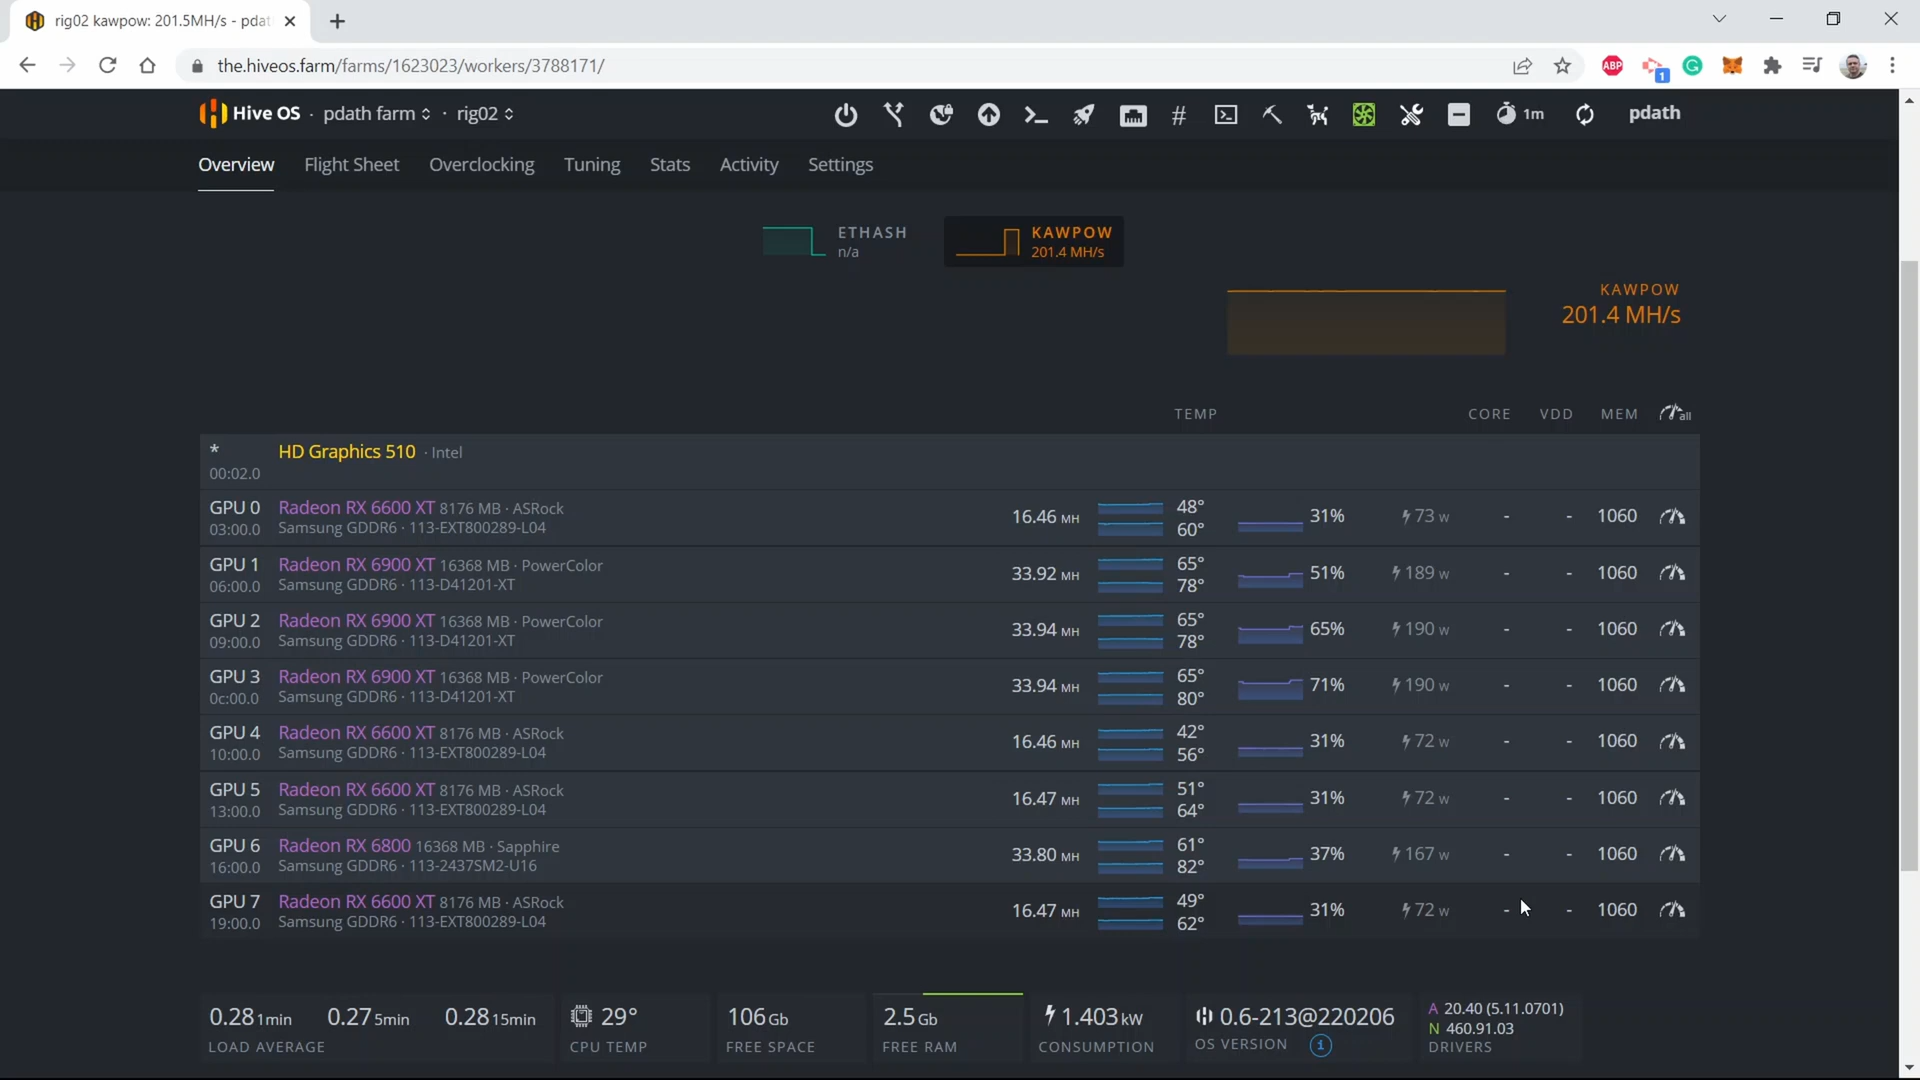 rig02 kawpow: 201.5MH/s - pdat
the.hiveos.farm/farms/1623023/workers/3788171/
ABP
1
Hive OS · pdath farm · rig02
1m
pdath
Overview Flight Sheet Overclocking Tuning Stats Activity Settings
ETHASH
n/a
KAWPOW
201.4 MH/s
KAWPOW
201.4 MH/s
TEMP CORE VDD MEM all
* HD Graphics 510 · Intel
00:02.0
GPU 0 Radeon RX 6600 XT 8176 MB · ASRock 16.46 MH 48° 60° 31% 73 W - - 1060
03:00.0 Samsung GDDR6 · 113-EXT800289-L04
GPU 1 Radeon RX 6900 XT 16368 MB · PowerColor 33.92 MH 65° 78° 51% 189 W - - 1060
06:00.0 Samsung GDDR6 · 113-D41201-XT
GPU 2 Radeon RX 6900 XT 16368 MB · PowerColor 33.94 MH 65° 78° 65% 190 W - - 1060
09:00.0 Samsung GDDR6 · 113-D41201-XT
GPU 3 Radeon RX 6900 XT 16368 MB · PowerColor 33.94 MH 65° 80° 71% 190 W - - 1060
0c:00.0 Samsung GDDR6 · 113-D41201-XT
GPU 4 Radeon RX 6600 XT 8176 MB · ASRock 16.46 MH 42° 56° 31% 72 W - - 1060
10:00.0 Samsung GDDR6 · 113-EXT800289-L04
GPU 5 Radeon RX 6600 XT 8176 MB · ASRock 16.47 MH 51° 64° 31% 72 W - - 1060
13:00.0 Samsung GDDR6 · 113-EXT800289-L04
GPU 6 Radeon RX 6800 16368 MB · Sapphire 33.80 MH 61° 82° 37% 167 W - - 1060
16:00.0 Samsung GDDR6 · 113-2437SM2-U16
GPU 7 Radeon RX 6600 XT 8176 MB · ASRock 16.47 MH 49° 62° 31% 72 W - - 1060
19:00.0 Samsung GDDR6 · 113-EXT800289-L04
0.28 1min 0.27 5min 0.28 15min
LOAD AVERAGE
29°
CPU TEMP
106 Gb
FREE SPACE
2.5 Gb
FREE RAM
1.403 kW
CONSUMPTION
0.6-213@220206
OS VERSION
A 20.40 (5.11.0701)
N 460.91.03
DRIVERS